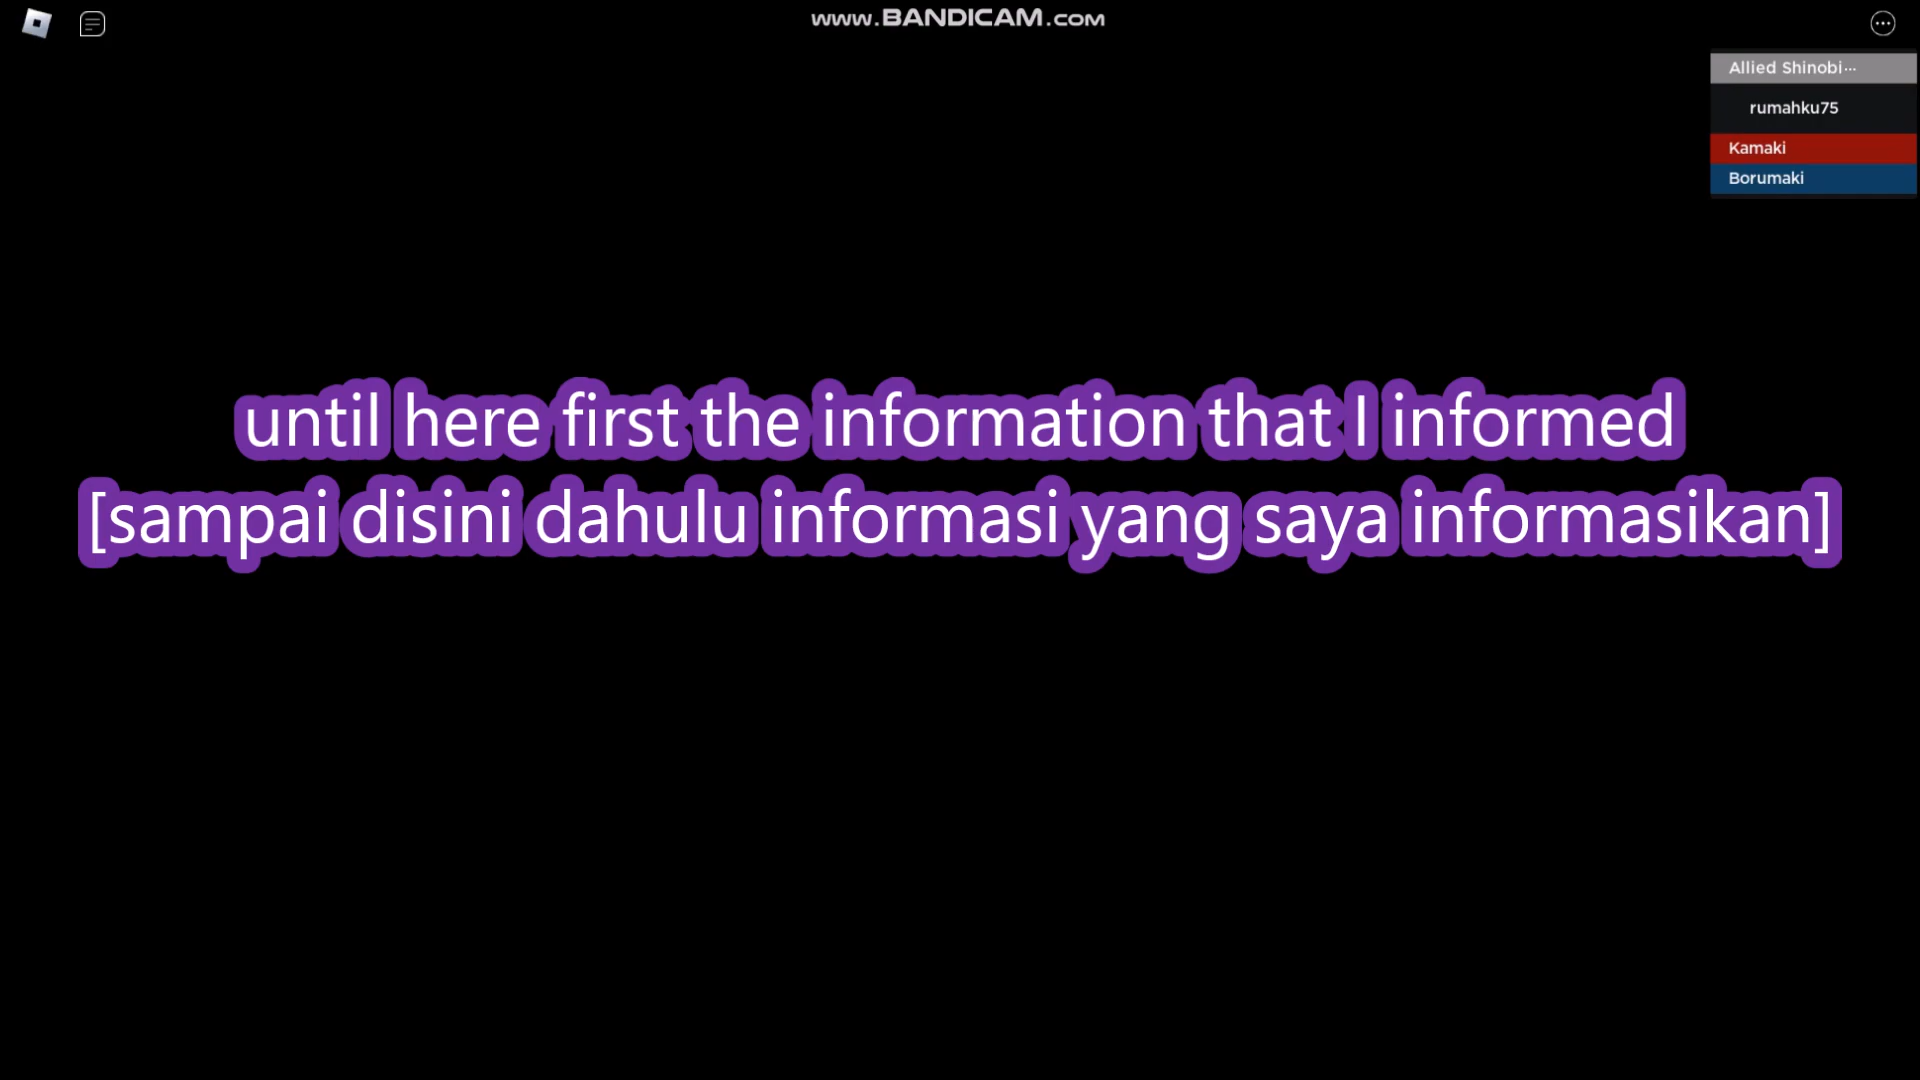 www.BANDICAM.com
Allied Shinobi...
rumahku75
Kamaki
Borumaki
until here first the information that I informed
[sampai disini dahulu informasi yang saya informasikan]